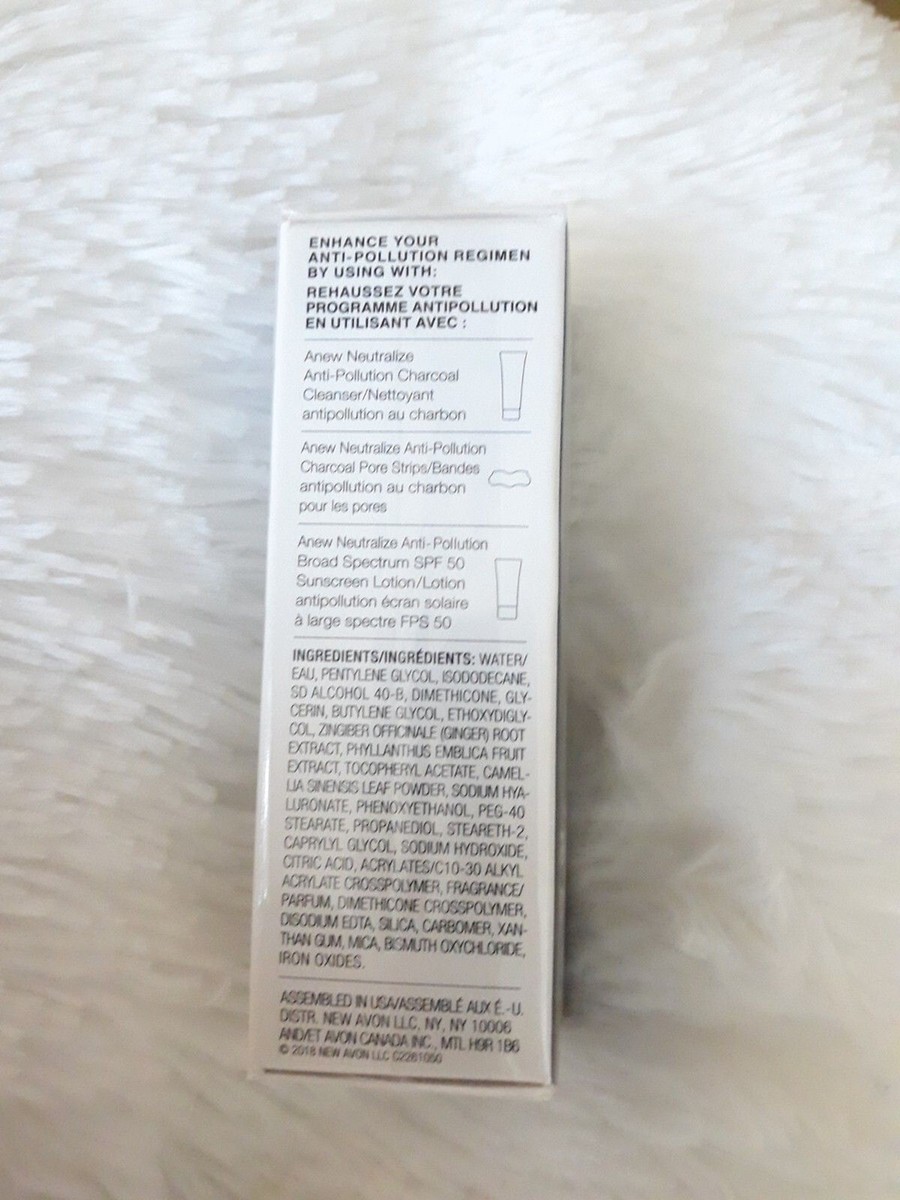 ENHANCE YOUR
ANTI-POLLUTION REGIMEN
BY USING WITH:
REHAUSSEZ VOTRE
PROGRAMME ANTIPOLLUTION
EN UTILISANT AVEC :
Anew Neutralize
Anti-Pollution Charcoal
Cleanser/Nettoyant
antipollution au charbon
Anew Neutralize Anti-Pollution
Charcoal Pore Strips/Bandes
antipollution au charbon
pour les pores
Anew Neutralize Anti-Pollution
Broad Spectrum SPF 50
Sunscreen Lotion/Lotion
antipollution écran solaire
à large spectre FPS 50
INGREDIENTS/INGRÉDIENTS: WATER/
EAU, PENTYLENE GLYCOL, ISODODECANE,
SD ALCOHOL 40-B, DIMETHICONE, GLY-
CERIN, BUTYLENE GLYCOL, ETHOXYDIGLY-
COL, ZINGIBER OFFICINALE (GINGER) ROOT
EXTRACT, PHYLLANTHUS EMBLICA FRUIT
EXTRACT, TOCOPHERYL ACETATE, CAMEL-
LIA SINENSIS LEAF POWDER, SODIUM HYA-
LURONATE, PHENOXYETHANOL, PEG-40
STEARATE, PROPANEDIOL, STEARETH-2,
CAPRYLYL GLYCOL, SODIUM HYDROXIDE,
CITRIC ACID, ACRYLATES/C10-30 ALKYL
ACRYLATE CROSSPOLYMER, FRAGRANCE/
PARFUM, DIMETHICONE CROSSPOLYMER,
DISODIUM EDTA, SILICA, CARBOMER, XAN-
THAN GUM, MICA, BISMUTH OXYCHLORIDE,
IRON OXIDES.
ASSEMBLED IN USA/ASSEMBLÉ AUX É.-U.
DISTR. NEW AVON LLC, NY, NY 10006
AND/ET AVON CANADA INC., MTL H9R 1B6
© 2018 NEW AVON LLC G2261050